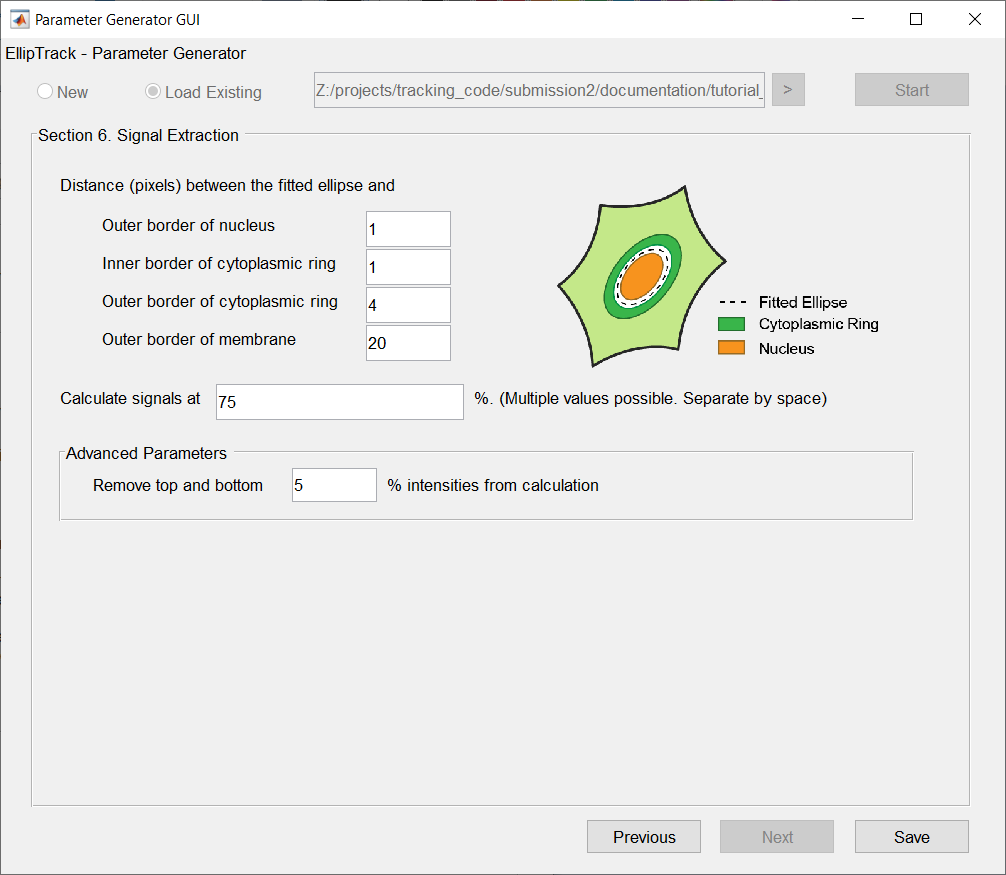 Parameter Generator GUI
EllipTrack - Parameter Generator
New
Load Existing
Z:/projects/tracking_code/submission2/documentation/tutorial_
>
Start
Section 6. Signal Extraction
Distance (pixels) between the fitted ellipse and
Outer border of nucleus 1
Inner border of cytoplasmic ring 1
Outer border of cytoplasmic ring 4
Outer border of membrane 20
Fitted Ellipse
Cytoplasmic Ring
Nucleus
Calculate signals at 75 %. (Multiple values possible. Separate by space)
Advanced Parameters
Remove top and bottom 5 % intensities from calculation
Previous
Next
Save